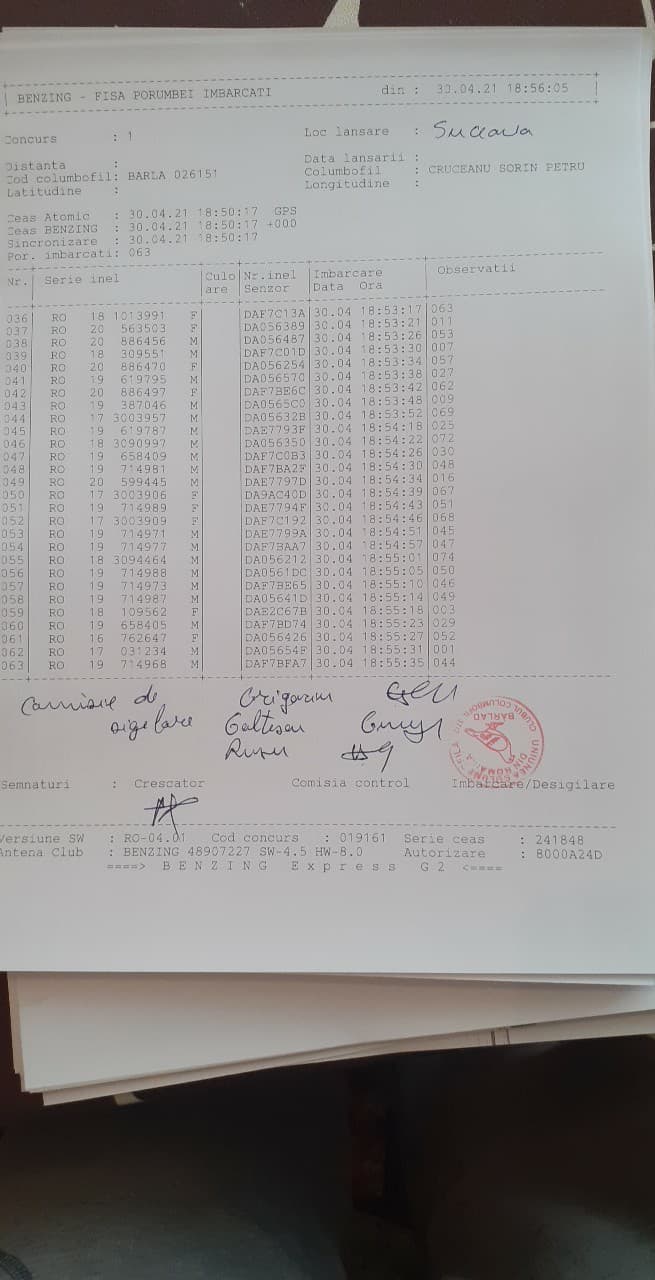 BENZING - FISA PORUMBEI IMBARCATI din : 30.04.21 18:56:05
Concurs : 1 Loc lansare : Suceava
Distanta : Data lansarii :
Cod columbofil: BARLA 026151 Columbofil : CRUCEANU SORIN PETRU
Latitudine : Longitudine :
Ceas Atomic : 30.04.21 18:50:17 GPS
Ceas BENZING : 30.04.21 18:50:17 +000
Sincronizare : 30.04.21 18:50:17
Por. imbarcati: 063
Nr. Serie inel Culo Nr.inel Imbarcare Observatii
are Senzor Data Ora
036 RO 18 1013991 F DAF7C13A 30.04 18:53:17 063
037 RO 20 563503 F DA056389 30.04 18:53:21 011
038 RO 20 886456 M DA056487 30.04 18:53:26 053
039 RO 18 309551 M DAF7C01D 30.04 18:53:30 007
040 RO 20 886470 F DA056254 30.04 18:53:34 057
041 RO 19 619795 M DA056570 30.04 18:53:38 027
042 RO 20 886497 F DAF7BE6C 30.04 18:53:42 062
043 RO 19 387046 M DA0565C0 30.04 18:53:48 009
044 RO 17 3003957 M DA05632B 30.04 18:53:52 069
045 RO 19 619787 M DAE7793F 30.04 18:54:18 025
046 RO 18 3090997 M DA056350 30.04 18:54:22 072
047 RO 19 658409 M DAF7C0B3 30.04 18:54:26 030
048 RO 19 714981 M DAF7BA2F 30.04 18:54:30 048
049 RO 20 599445 M DAE7797D 30.04 18:54:34 016
050 RO 17 3003906 F DA9AC40D 30.04 18:54:39 067
051 RO 19 714989 F DAE7794F 30.04 18:54:43 051
052 RO 17 3003909 F DAF7C192 30.04 18:54:46 068
053 RO 19 714971 M DAE7799A 30.04 18:54:51 045
054 RO 19 714977 M DAF7BAA7 30.04 18:54:57 047
055 RO 18 3094464 M DA056212 30.04 18:55:01 074
056 RO 19 714988 M DA0561DC 30.04 18:55:05 050
057 RO 19 714973 M DAF7BE65 30.04 18:55:10 046
058 RO 19 714987 M DA05641D 30.04 18:55:14 049
059 RO 18 109562 F DAE2C67B 30.04 18:55:18 003
060 RO 19 658405 M DAF7BD74 30.04 18:55:23 029
061 RO 16 762647 F DA056426 30.04 18:55:27 052
062 RO 17 031234 M DA05654F 30.04 18:55:31 001
063 RO 19 714968 M DAF7BFA7 30.04 18:55:35 044
de
sigelare
Semnaturi : Crescator Comisia control Imbarcare/Desigilare
Versiune SW : RO-04.01 Cod concurs : 019161 Serie ceas : 241848
Antena Club : BENZING 48907227 SW-4.5 HW-8.0 Autorizare : 8000A24D
====> B E N Z I N G E x p r e s s G 2 <====